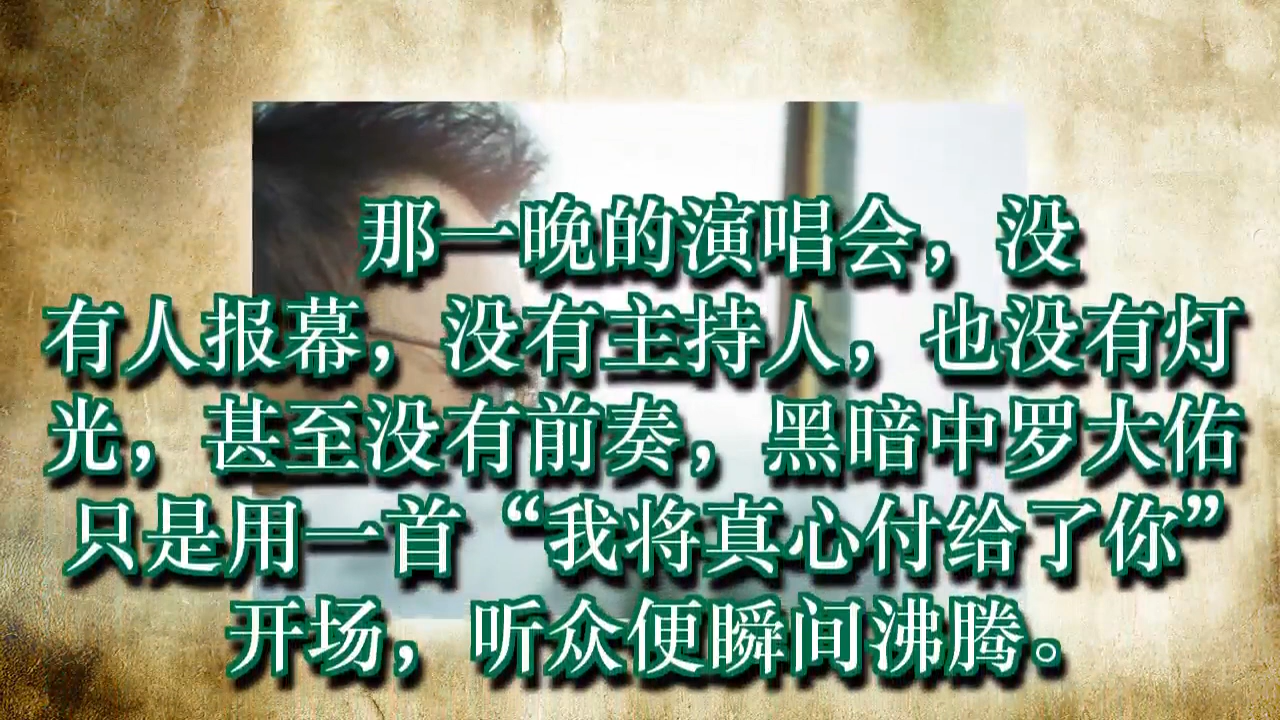 那一晚的演唱会，没
有人报幕，没有主持人，也没有灯
光，甚至没有前奏，黑暗中罗大佑
只是用一首“我将真心付给了你”
开场，听众便瞬间沸腾。